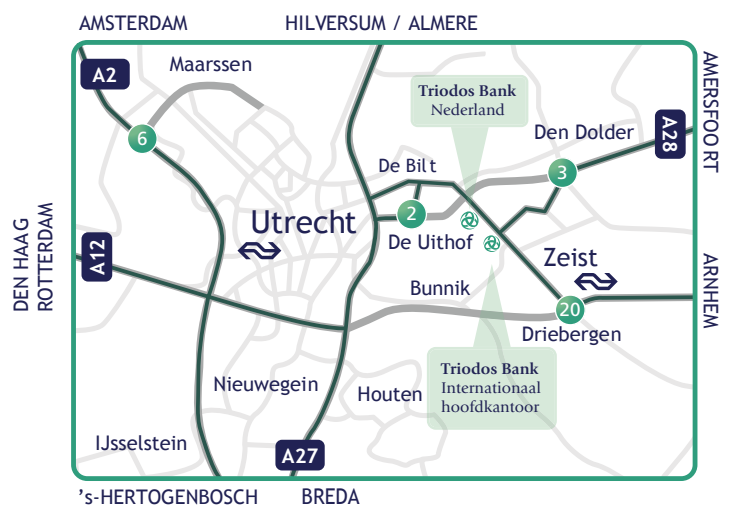 AMSTERDAM
HILVERSUM / ALMERE
A2
Maarssen
Triodos Bank
Nederland
AMERSFOO RT
A28
Den Dolder
6
De Bilt
3
DEN HAAG
ROTTERDAM
Utrecht
2
De Uithof
A12
Zeist
ARNHEM
Bunnik
20
Driebergen
Triodos Bank
Internationaal
hoofdkantoor
Nieuwegein
Houten
IJsselstein
A27
's-HERTOGENBOSCH
BREDA